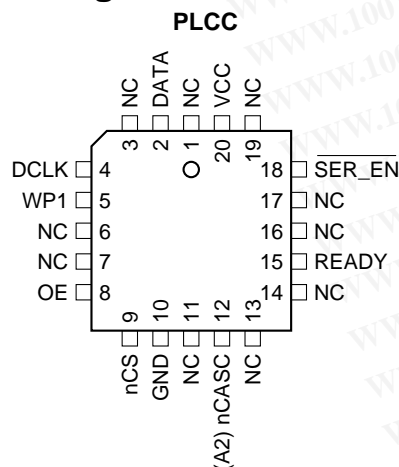 PLCC
NC
DATA
NC
VCC
NC
3
2
1
20
19
DCLK 4
18 SER_EN
WP1 5
17 NC
NC 6
16 NC
NC 7
15 READY
OE 8
14 NC
9
10
11
12
13
nCS
GND
NC
(A2) nCASC
NC